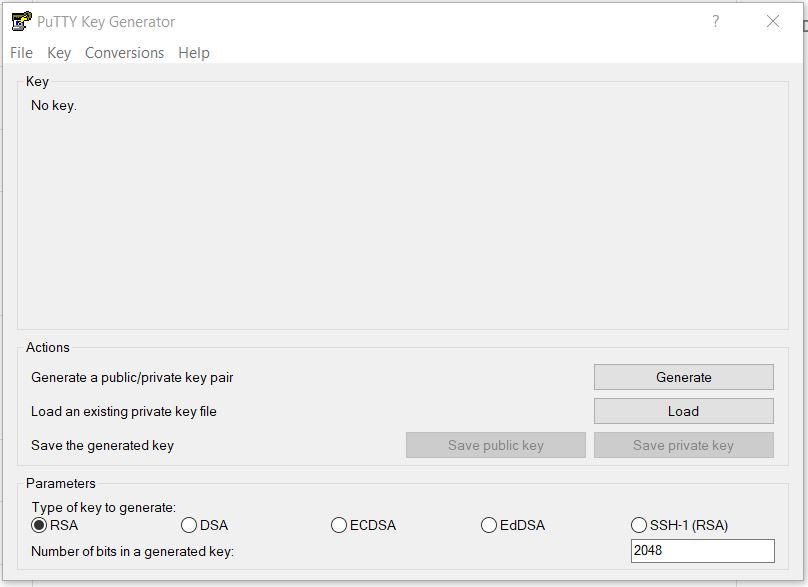 PuTTY Key Generator ?
File Key Conversions Help
Key
No key.
Actions
Generate a public/private key pair Generate
Load an existing private key file Load
Save the generated key Save public key Save private key
Parameters
Type of key to generate:
RSA DSA ECDSA EdDSA SSH-1 (RSA)
Number of bits in a generated key: 2048